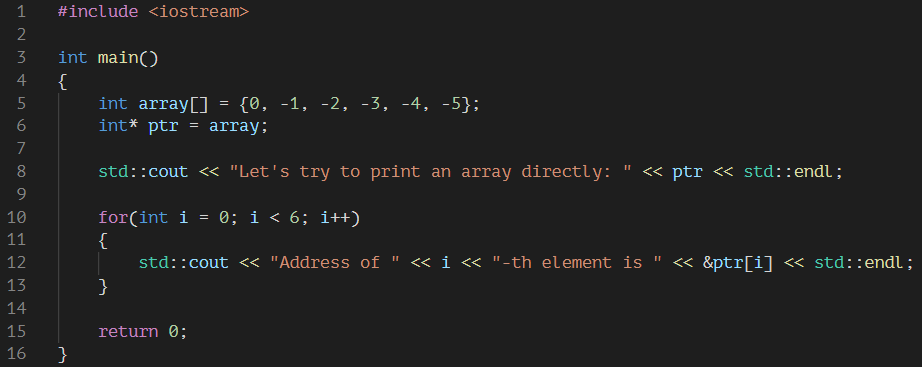 1 #include <iostream>
2
3 int main()
4 {
5     int array[] = {0, -1, -2, -3, -4, -5};
6     int* ptr = array;
7
8     std::cout << "Let's try to print an array directly: " << ptr << std::endl;
9
10     for(int i = 0; i < 6; i++)
11     {
12         std::cout << "Address of " << i << "-th element is " << &ptr[i] << std::endl;
13     }
14
15     return 0;
16 }